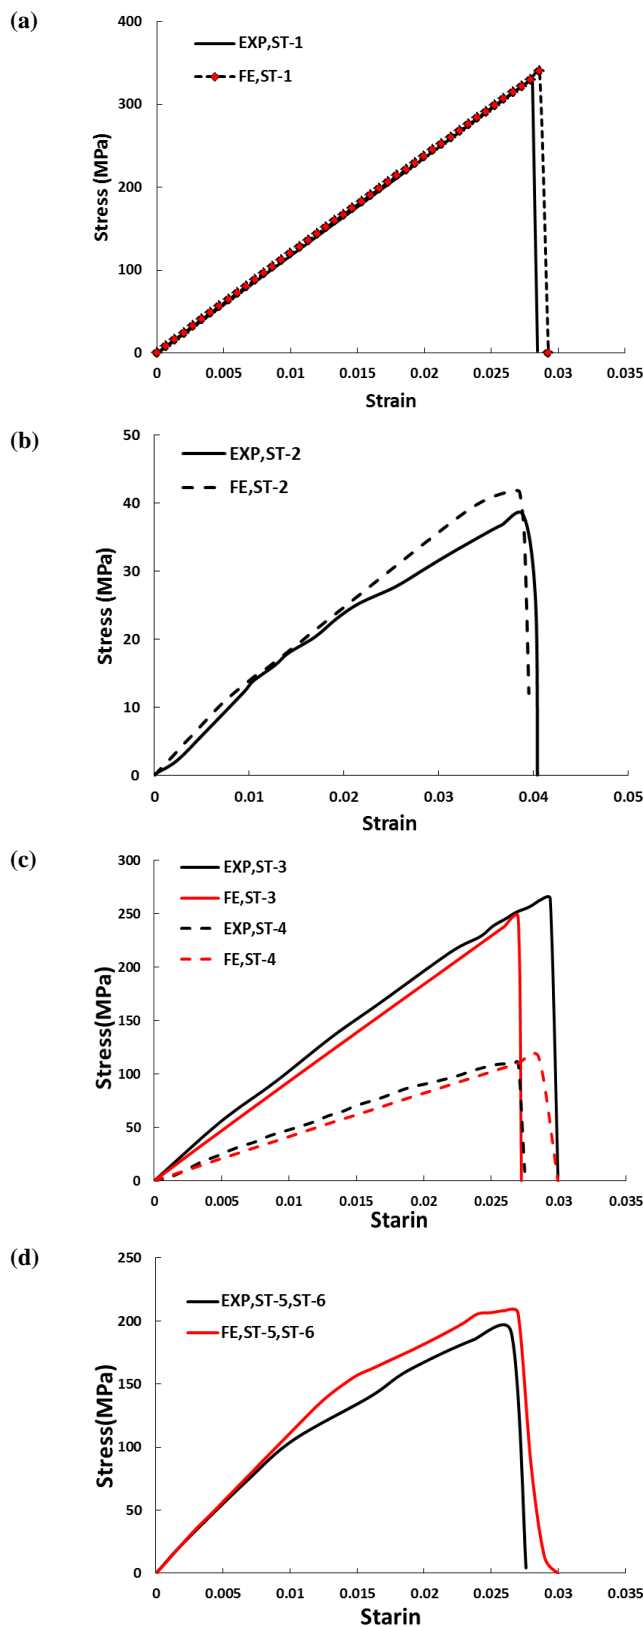 (a)
400
300
200
100
0
Stress (MPa)
EXP,ST-1
FE,ST-1
0 0.005 0.01 0.015 0.02 0.025 0.03 0.035
Strain
(b)
50
40
30
20
10
0
Stress (MPa)
EXP,ST-2
FE,ST-2
0 0.01 0.02 0.03 0.04 0.05
Strain
(c)
300
250
200
150
100
50
0
Stress(MPa)
EXP,ST-3
FE,ST-3
EXP,ST-4
FE,ST-4
0.005 0.01 0.015 0.02 0.025 0.03 0.035
Starin
(d)
250
200
150
100
50
0
Stress(MPa)
EXP,ST-5,ST-6
FE,ST-5,ST-6
0 0.005 0.01 0.015 0.02 0.025 0.03 0.035
Starin